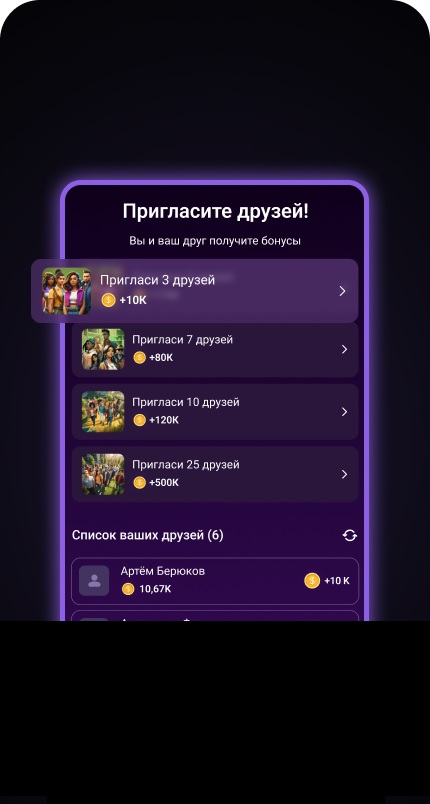 Пригласите друзей!
Вы и ваш друг получите бонусы
Пригласи 3 друзей
+10K
Пригласи 7 друзей
+80K
Пригласи 10 друзей
+120K
Пригласи 25 друзей
+500K
Список ваших друзей (6)
Артём Берюков
10,67K
+10 K